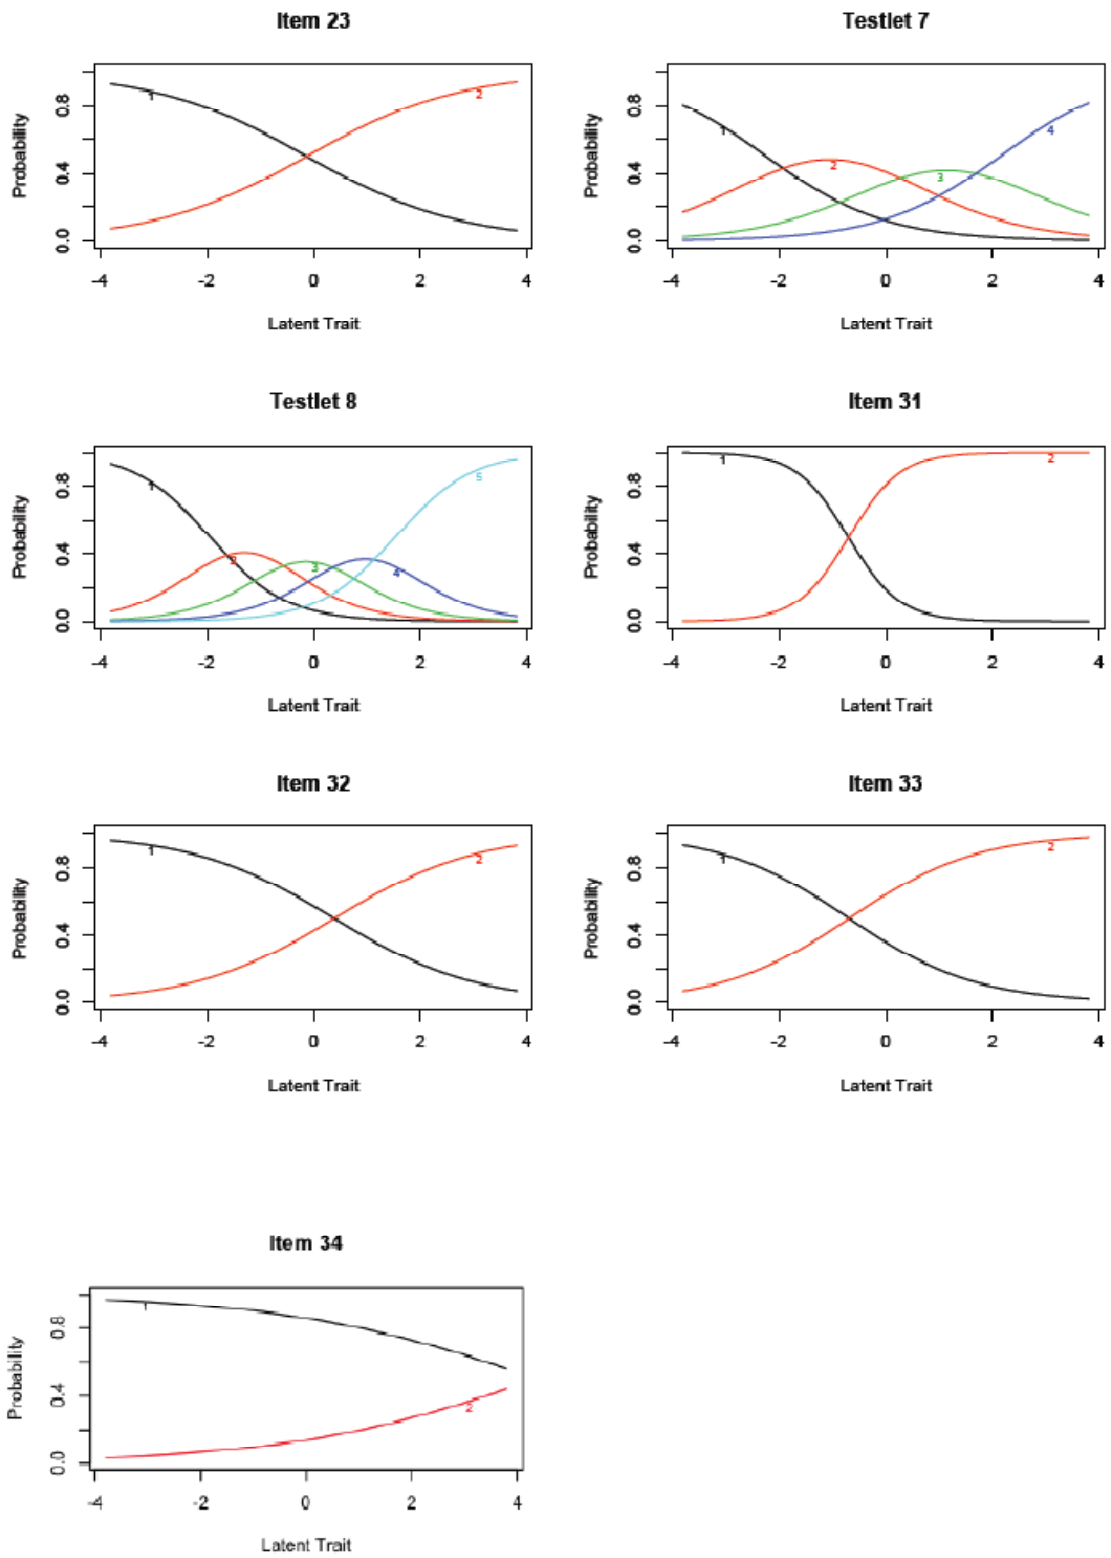 Item 23
Probability
0.0 0.4 0.8
1
2
-4 -2 0 2 4
Latent Trait
Testlet 7
Probability
0.0 0.4 0.8
1
2
3
4
-4 -2 0 2 4
Latent Trait
Testlet 8
Probability
0.0 0.4 0.8
1
2
3
4
5
-4 -2 0 2 4
Latent Trait
Item 31
Probability
0.0 0.4 0.8
1
2
-4 -2 0 2 4
Latent Trait
Item 32
Probability
0.0 0.4 0.8
1
2
-4 -2 0 2 4
Latent Trait
Item 33
Probability
0.0 0.4 0.8
1
2
-4 -2 0 2 4
Latent Trait
Item 34
Probability
0.0 0.4 0.8
1
2
-4 -2 0 2 4
Latent Trait